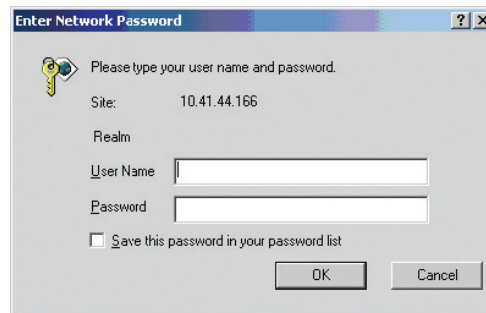 Enter Network Password
Please type your user name and password.
Site: 10.41.44.166
Realm
User Name
Password
Save this password in your password list
OK Cancel